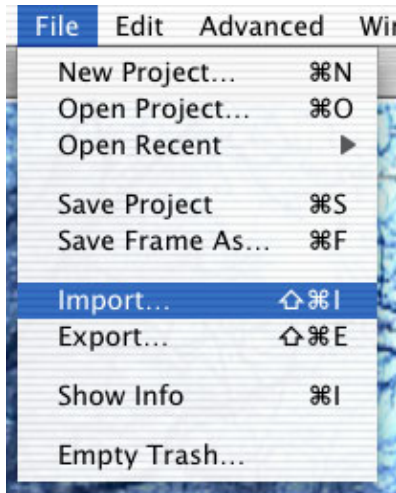 File Edit Advanced
New Project... ⌘N
Open Project... ⌘O
Open Recent ▶
Save Project ⌘S
Save Frame As... ⌘F
Import... ⇧⌘I
Export... ⇧⌘E
Show Info ⌘I
Empty Trash...